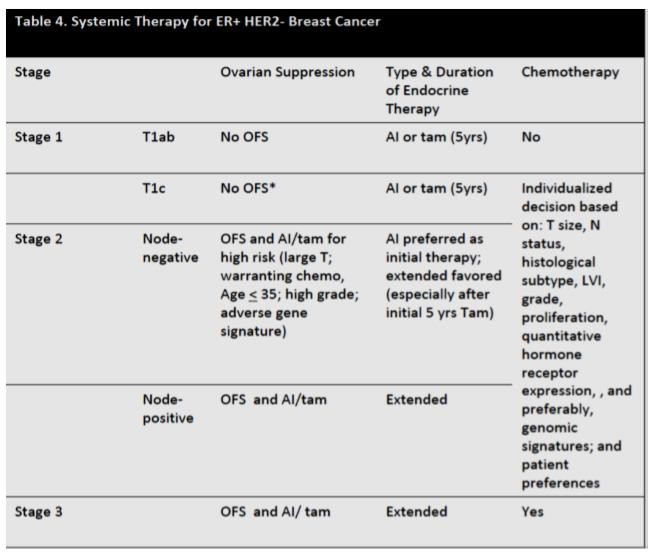 Table 4. Systemic Therapy for ER+ HER2- Breast Cancer
Stage
Ovarian Suppression
Type & Duration
of Endocrine
Therapy
Chemotherapy
Stage 1
T1ab
No OFS
AI or tam (5yrs)
No
T1c
No OFS*
AI or tam (5yrs)
Individualized
decision based
on: T size, N
status,
histological
subtype, LVI,
grade,
proliferation,
quantitative
hormone
receptor
expression, , and
preferably,
genomic
signatures; and
patient
preferences
Stage 2
Node-
negative
OFS and AI/tam for
high risk (large T;
warranting chemo,
Age ≤ 35; high grade;
adverse gene
signature)
AI preferred as
initial therapy;
extended favored
(especially after
initial 5 yrs Tam)
Node-
positive
OFS and AI/tam
Extended
Stage 3
OFS and AI/ tam
Extended
Yes